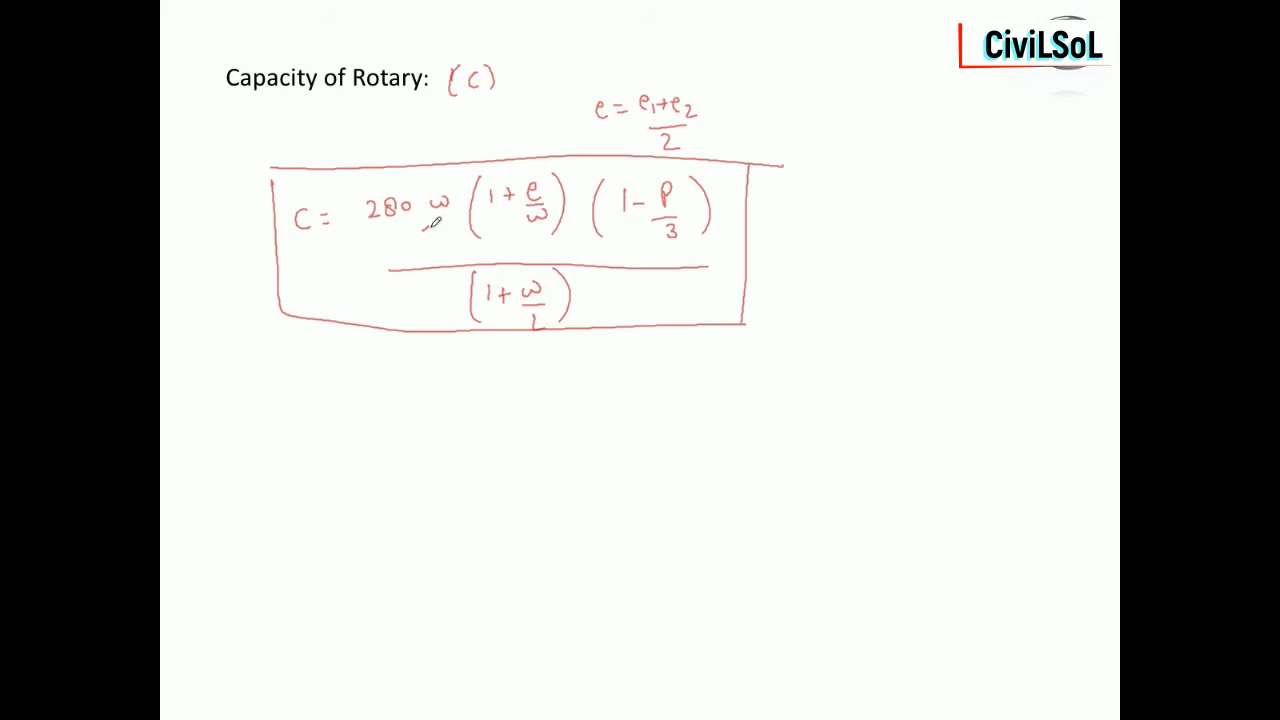 CiviLSoL
Capacity of Rotary: (C)
e = e₁+e₂/2
C = 280 w (1 + e/w) (1 - P/3) / (1 + w/L)